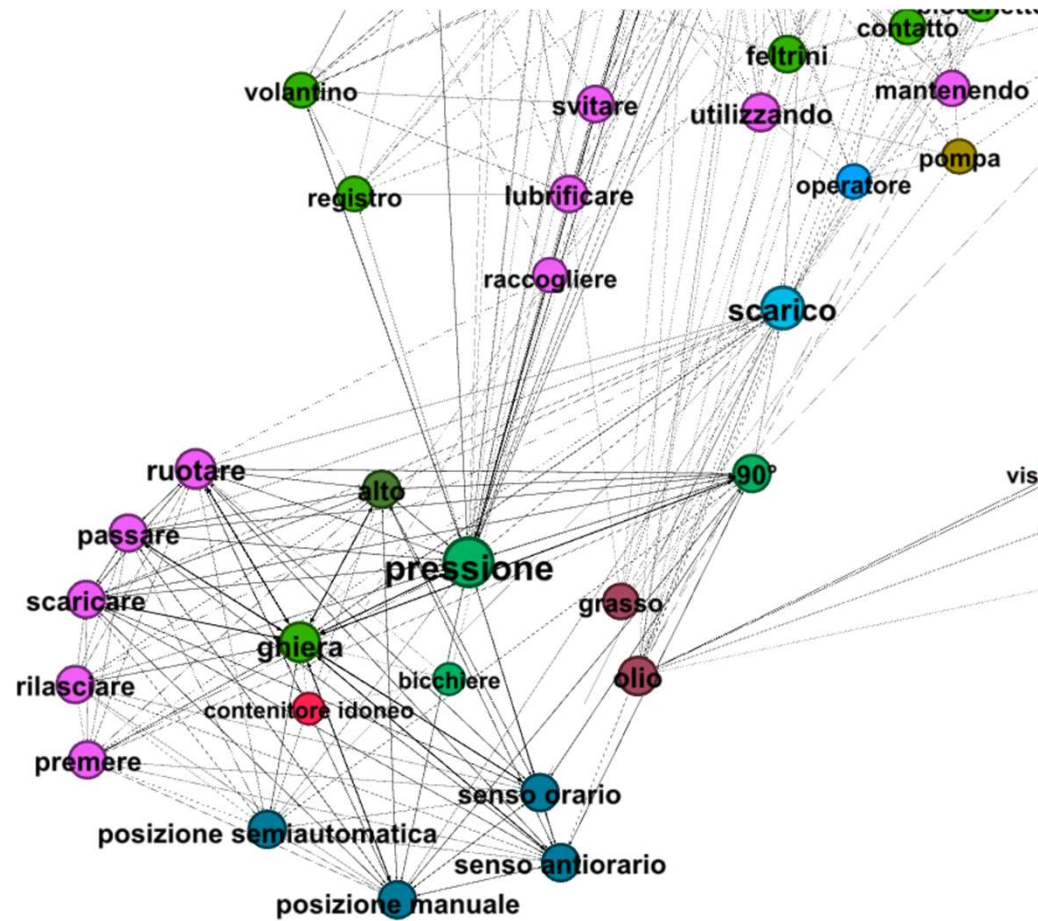 contatto
feltrini
volantino
svitare
utilizzando
mantenendo
pompa
operatore
registro
lubrificare
raccogliere
scarico
ruotare
alto
90°
vis
passare
pressione
scaricare
grasso
ghiera
rilasciare
bicchiere
olio
contenitore idoneo
premere
senso orario
posizione semiautomatica
senso antiorario
posizione manuale